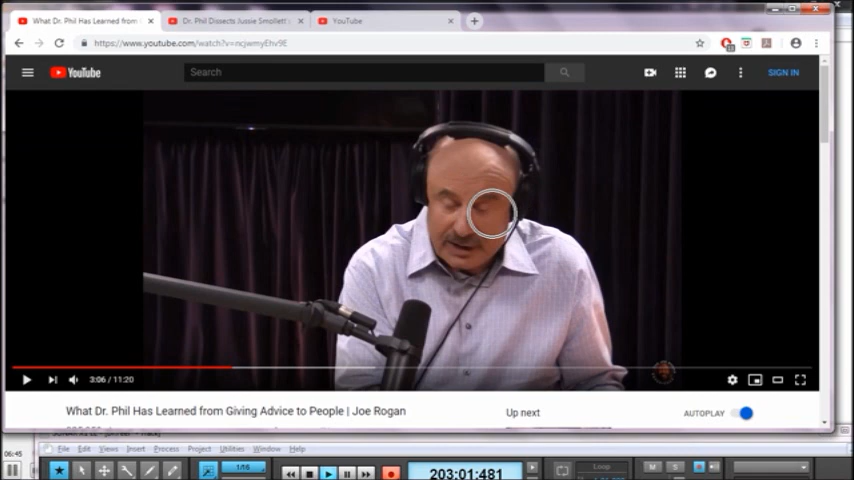 What Dr. Phil Has Learned from
Dr. Phil Dissects Jussie Smollett
YouTube
https://www.youtube.com/watch?v=ncjwmyEhv9E
YouTube
Search
SIGN IN
3:06 / 11:20
What Dr. Phil Has Learned from Giving Advice to People | Joe Rogan
Up next
AUTOPLAY
06:45
File Edit Views Insert Process Project Utilities Window Help
1/16
203:01:481
Loop
M S